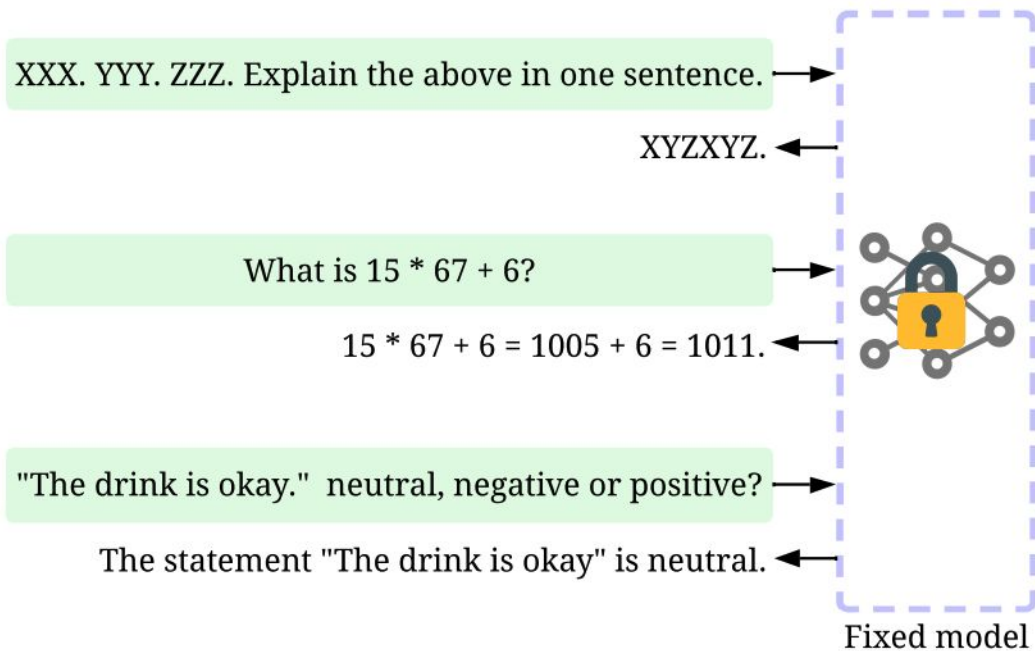 XXX. YYY. ZZZ. Explain the above in one sentence.
XYZXYZ.
What is 15 * 67 + 6?
15 * 67 + 6 = 1005 + 6 = 1011.
"The drink is okay."  neutral, negative or positive?
The statement "The drink is okay" is neutral.
Fixed model